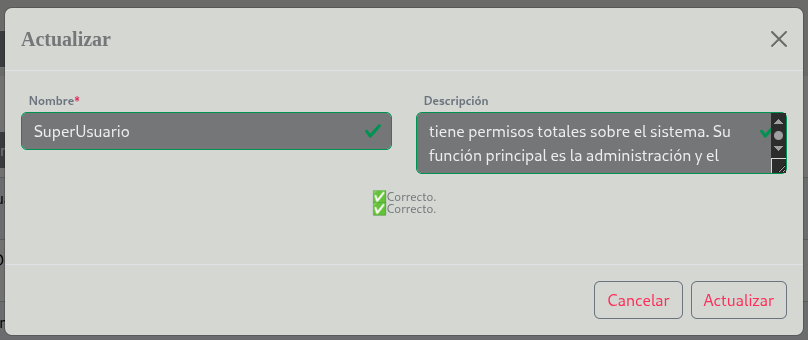 Actualizar
Nombre*
Descripción
SuperUsuario
tiene permisos totales sobre el sistema. Su
función principal es la administración y el
✅Correcto.
✅Correcto.
Cancelar
Actualizar